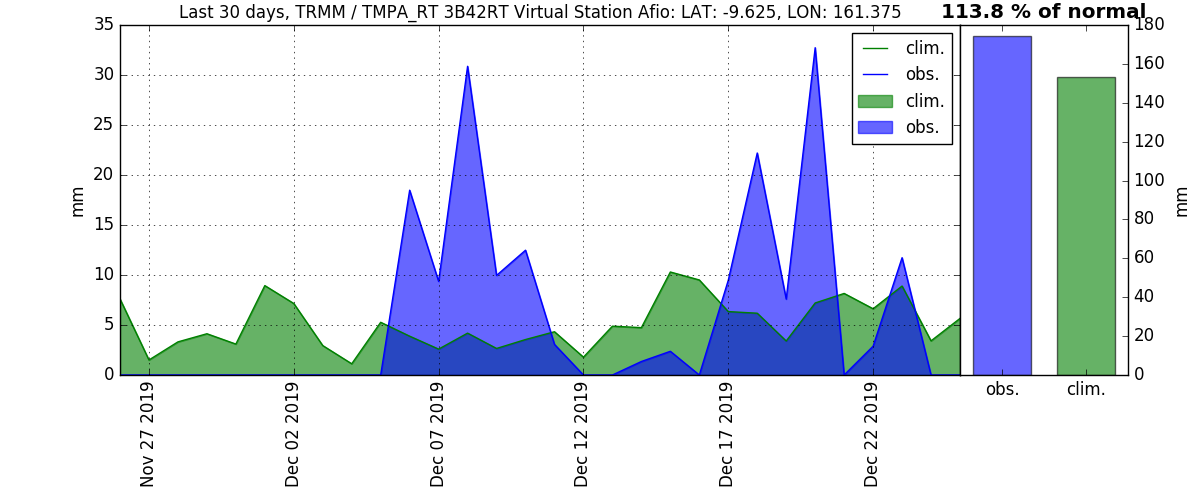 Last 30 days, TRMM / TMPA_RT 3B42RT Virtual Station Afio: LAT: -9.625, LON: 161.375
113.8 % of normal
35
30
25
20
15
10
5
0
mm
clim.
obs.
clim.
obs.
Nov 27 2019
Dec 02 2019
Dec 07 2019
Dec 12 2019
Dec 17 2019
Dec 22 2019
180
160
140
120
100
80
60
40
20
0
mm
obs.
clim.